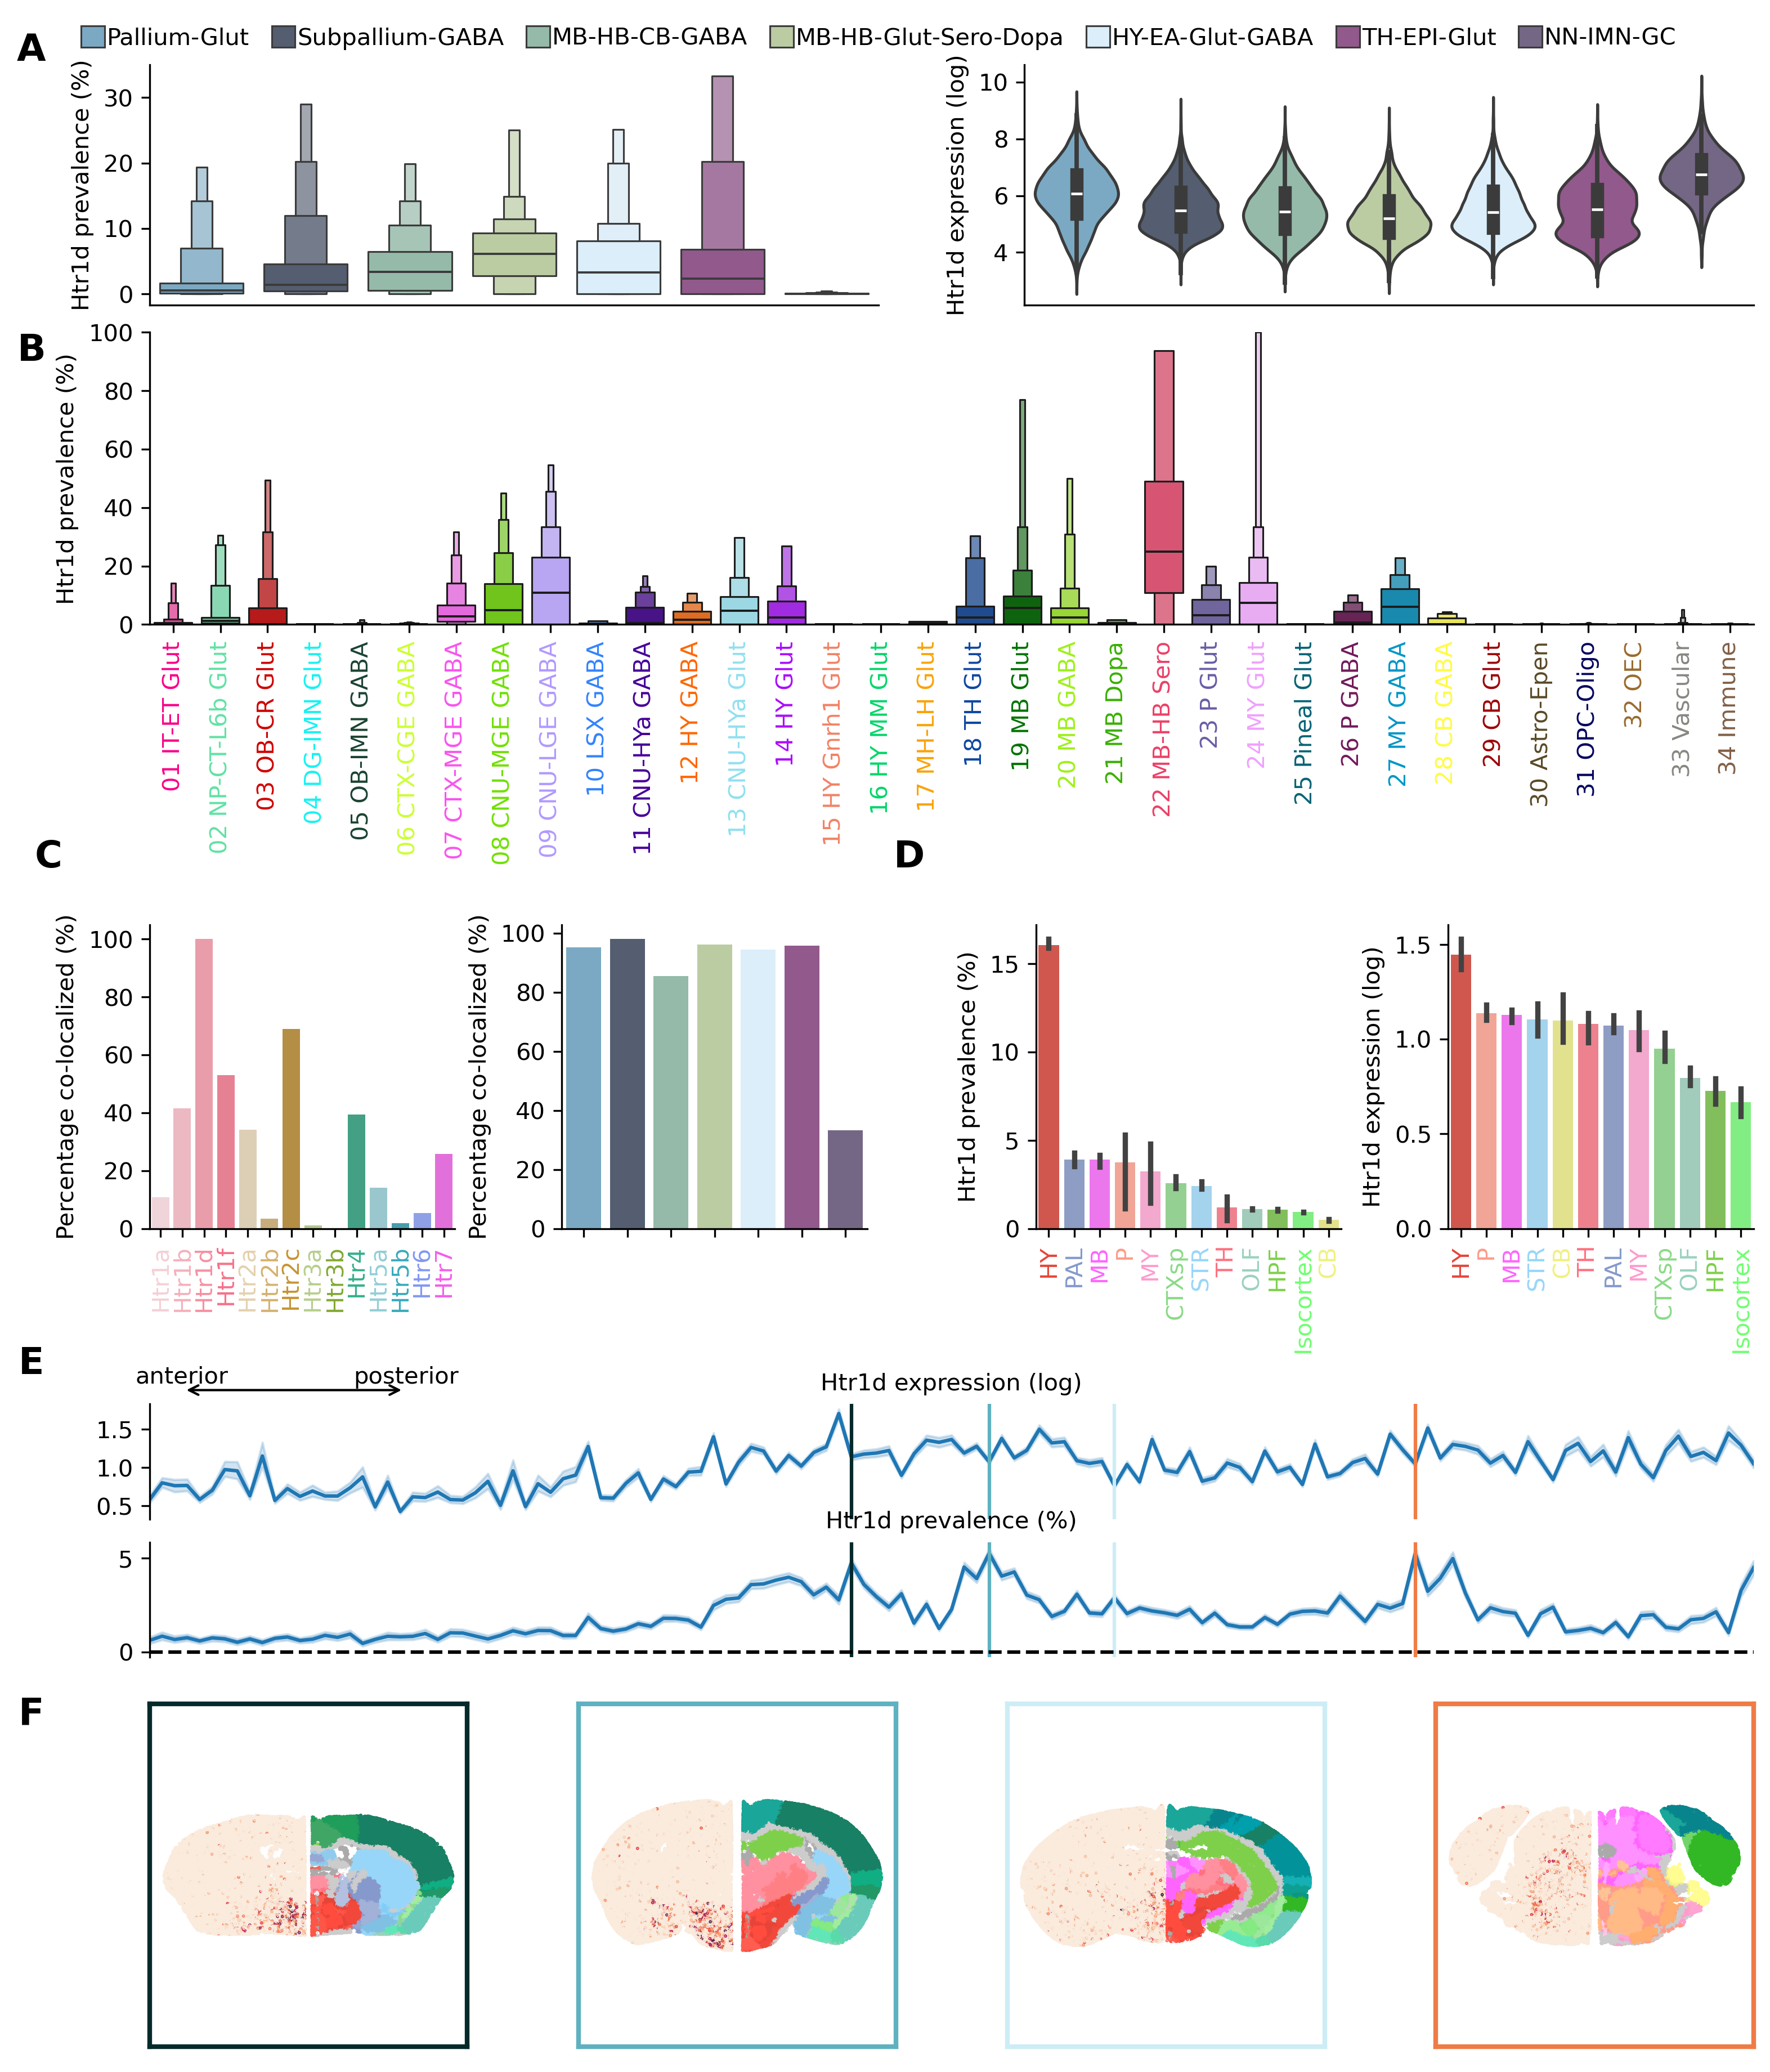 A
Pallium-Glut Subpallium-GABA MB-HB-CB-GABA MB-HB-Glut-Sero-Dopa HY-EA-Glut-GABA TH-EPI-Glut NN-IMN-GC
Htr1d prevalence (%)
30
20
10
0
Htr1d expression (log)
10
8
6
4
B
Htr1d prevalence (%)
100
80
60
40
20
0
01 IT-ET Glut
02 NP-CT-L6b Glut
03 OB-CR Glut
04 DG-IMN Glut
05 OB-IMN GABA
06 CTX-CGE GABA
07 CTX-MGE GABA
08 CNU-MGE GABA
09 CNU-LGE GABA
10 LSX GABA
11 CNU-HYa GABA
12 HY GABA
13 CNU-HYa Glut
14 HY Glut
15 HY Gnrh1 Glut
16 HY MM Glut
17 MH-LH Glut
18 TH Glut
19 MB Glut
20 MB GABA
21 MB Dopa
22 MB-HB Sero
23 P Glut
24 MY Glut
25 Pineal Glut
26 P GABA
27 MY GABA
28 CB GABA
29 CB Glut
30 Astro-Epen
31 OPC-Oligo
32 OEC
33 Vascular
34 Immune
C
Percentage co-localized (%)
100
80
60
40
20
0
Htr1a
Htr1b
Htr1d
Htr1f
Htr2a
Htr2b
Htr2c
Htr3a
Htr3b
Htr4
Htr5a
Htr5b
Htr6
Htr7
Percentage co-localized (%)
100
80
60
40
20
0
D
Htr1d prevalence (%)
15
10
5
0
HY
PAL
MB
P
MY
CTXsp
STR
TH
OLF
HPF
Isocortex
CB
Htr1d expression (log)
1.5
1.0
0.5
0.0
HY
P
MB
STR
CB
TH
PAL
MY
CTXsp
OLF
HPF
Isocortex
E
anterior posterior
Htr1d expression (log)
1.5
1.0
0.5
Htr1d prevalence (%)
5
0
F